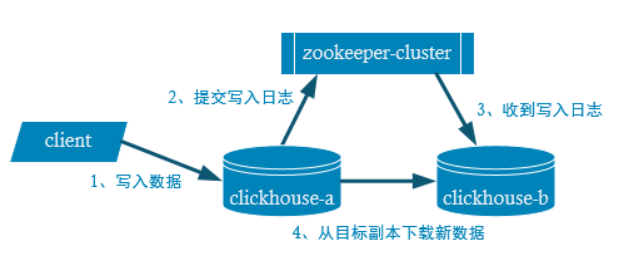 zookeeper-cluster
2、提交写入日志
3、收到写入日志
client
1、写入数据
clickhouse-a
clickhouse-b
4、从目标副本下载新数据